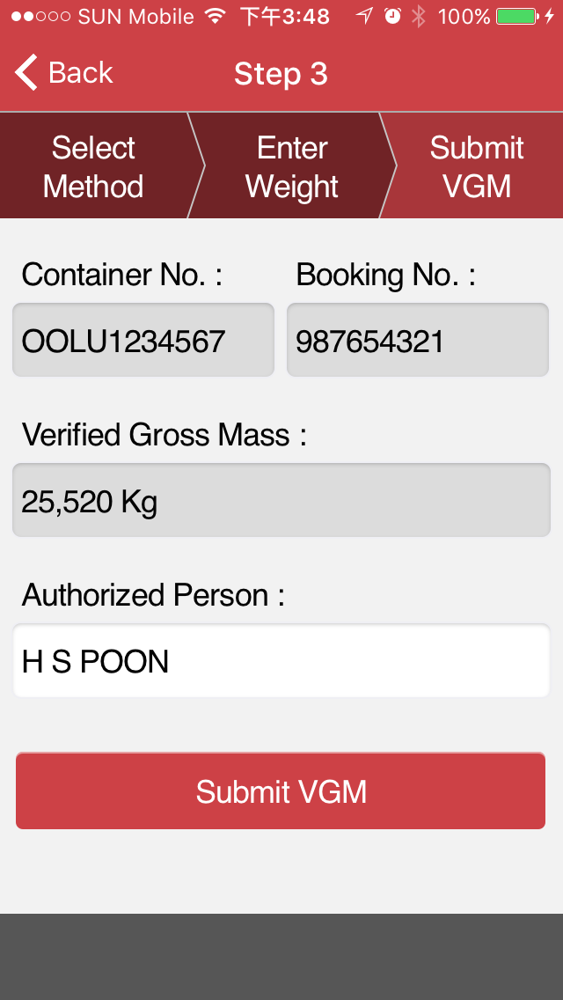 SUN Mobile 下午3:48 100%
Back Step 3
Select Method Enter Weight Submit VGM
Container No. : Booking No. :
OOLU1234567 987654321
Verified Gross Mass :
25,520 Kg
Authorized Person :
H S POON
Submit VGM